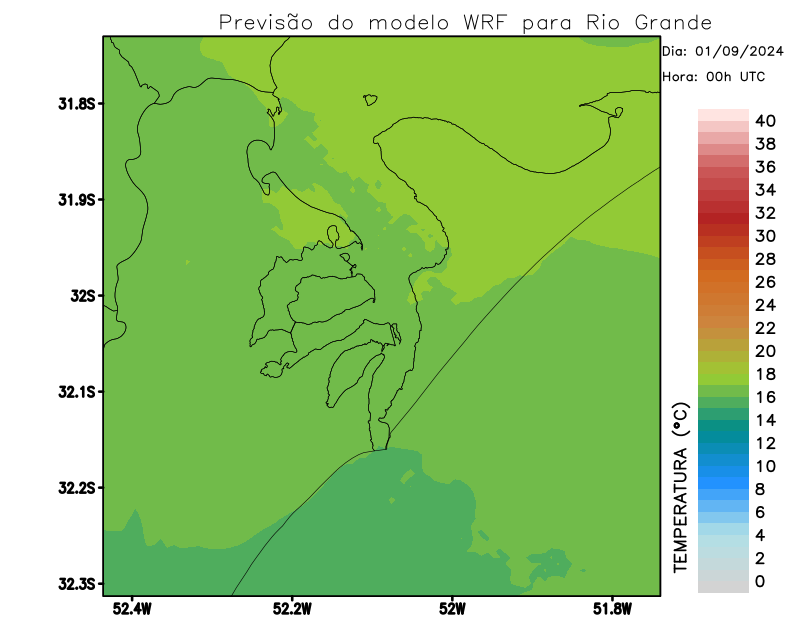 Previsão do modelo WRF para Rio Grande
Dia: 01/09/2024
Hora: 00h UTC
31.8S
31.9S
32S
32.1S
32.2S
32.3S
52.4W
52.2W
52W
51.8W
TEMPERATURA (°C)
40
38
36
34
32
30
28
26
24
22
20
18
16
14
12
10
8
6
4
2
0